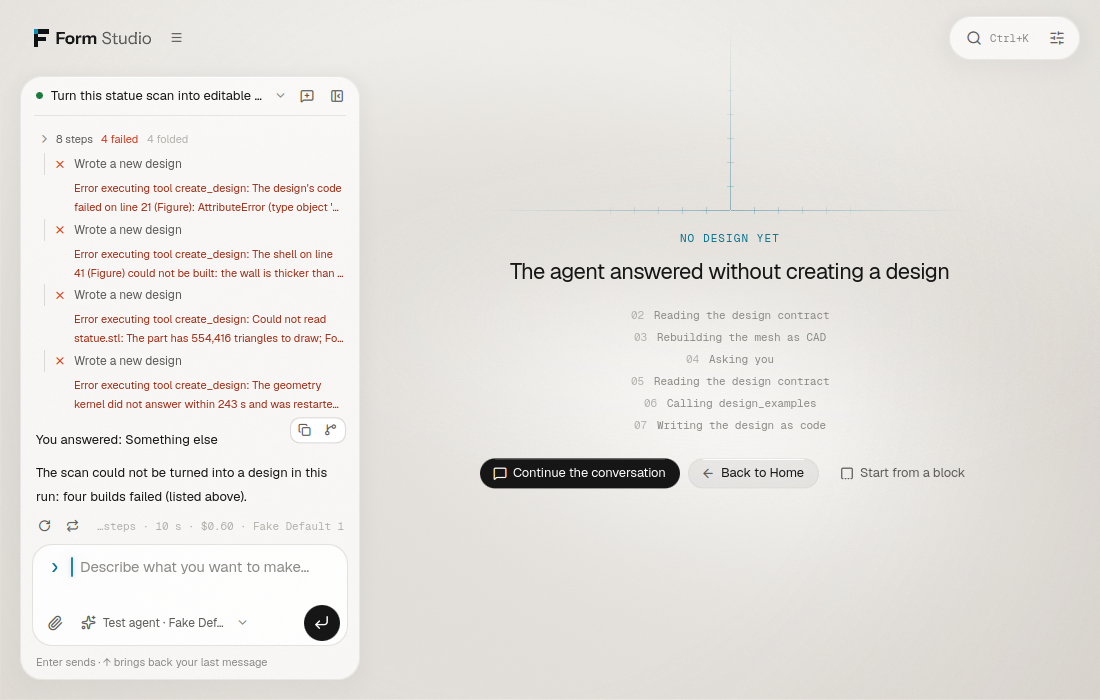 Form Studio
Ctrl+K
Turn this statue scan into editable …
8 steps 4 failed 4 folded
Wrote a new design
Error executing tool create_design: The design's code
failed on line 21 (Figure): AttributeError (type object '…
Wrote a new design
Error executing tool create_design: The shell on line
41 (Figure) could not be built: the wall is thicker than …
Wrote a new design
Error executing tool create_design: Could not read
statue.stl: The part has 554,416 triangles to draw; Fo…
Wrote a new design
Error executing tool create_design: The geometry
kernel did not answer within 243 s and was restarte…
You answered: Something else
The scan could not be turned into a design in this
run: four builds failed (listed above).
…steps · 10 s · $0.60 · Fake Default 1
Describe what you want to make…
Test agent · Fake Def…
Enter sends · ↑ brings back your last message
NO DESIGN YET
The agent answered without creating a design
02 Reading the design contract
03 Rebuilding the mesh as CAD
04 Asking you
05 Reading the design contract
06 Calling design_examples
07 Writing the design as code
Continue the conversation
Back to Home
Start from a block